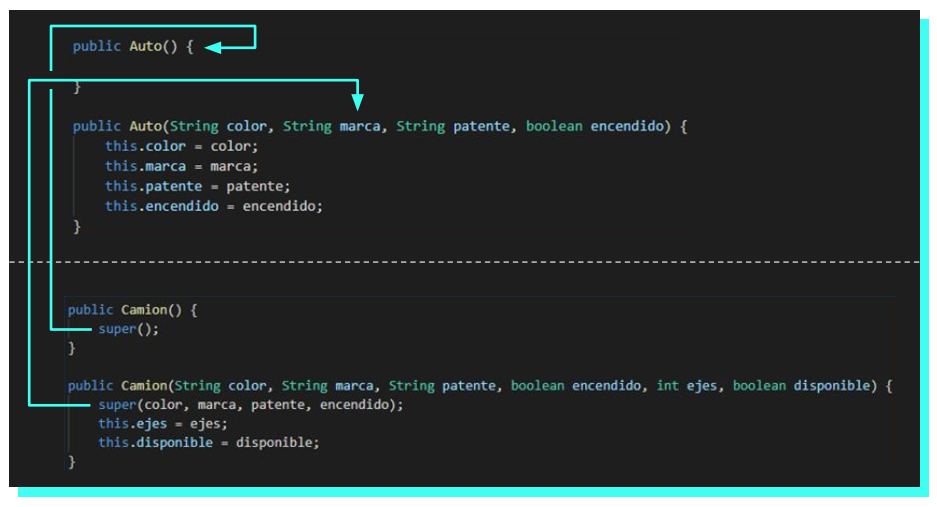 public Auto() {
}
public Auto(String color, String marca, String patente, boolean encendido) {
this.color = color;
this.marca = marca;
this.patente = patente;
this.encendido = encendido;
}
public Camion() {
super();
}
public Camion(String color, String marca, String patente, boolean encendido, int ejes, boolean disponible) {
super(color, marca, patente, encendido);
this.ejes = ejes;
this.disponible = disponible;
}